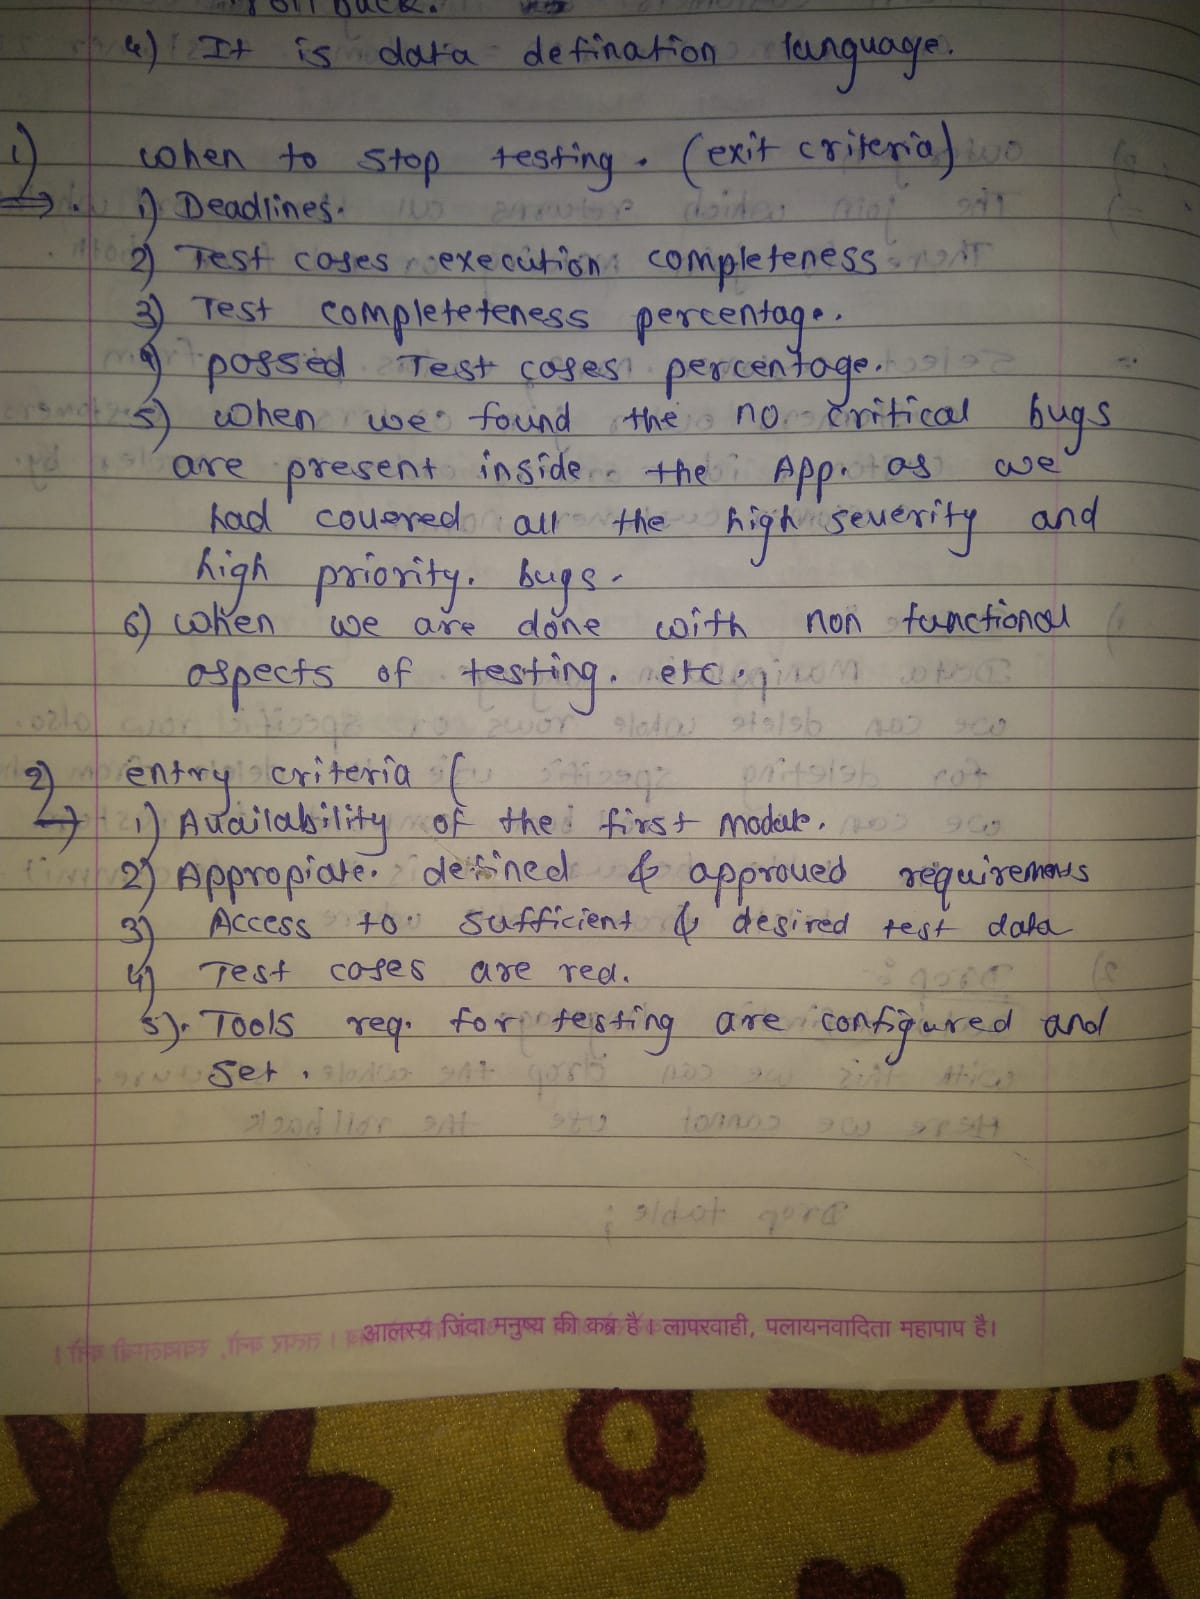 roll back.
4) It is data defination language.
1) when to stop testing. (exit criteria)
⇒. 1) Deadlines.
2) Test cases execution completeness
3) Test completeteness percentage.
4) passed Test cases percentage.
5) when we found the no critical bugs
are present inside the App. as we
had covered all the high severity and
high priority. bugs.
6) when we are done with non functional
aspects of testing. etc.
2) entry criteria (
→ 1) Availability of the first module.
2) Appropiate. defined & approved requirements
3) Access to sufficient & desired test data
4) Test cases are red.
5). Tools req. for testing are configured and
set.
आलस्य जिंदा मनुष्य की कब्र है। लापरवाही, पलायनवादिता महापाप है।